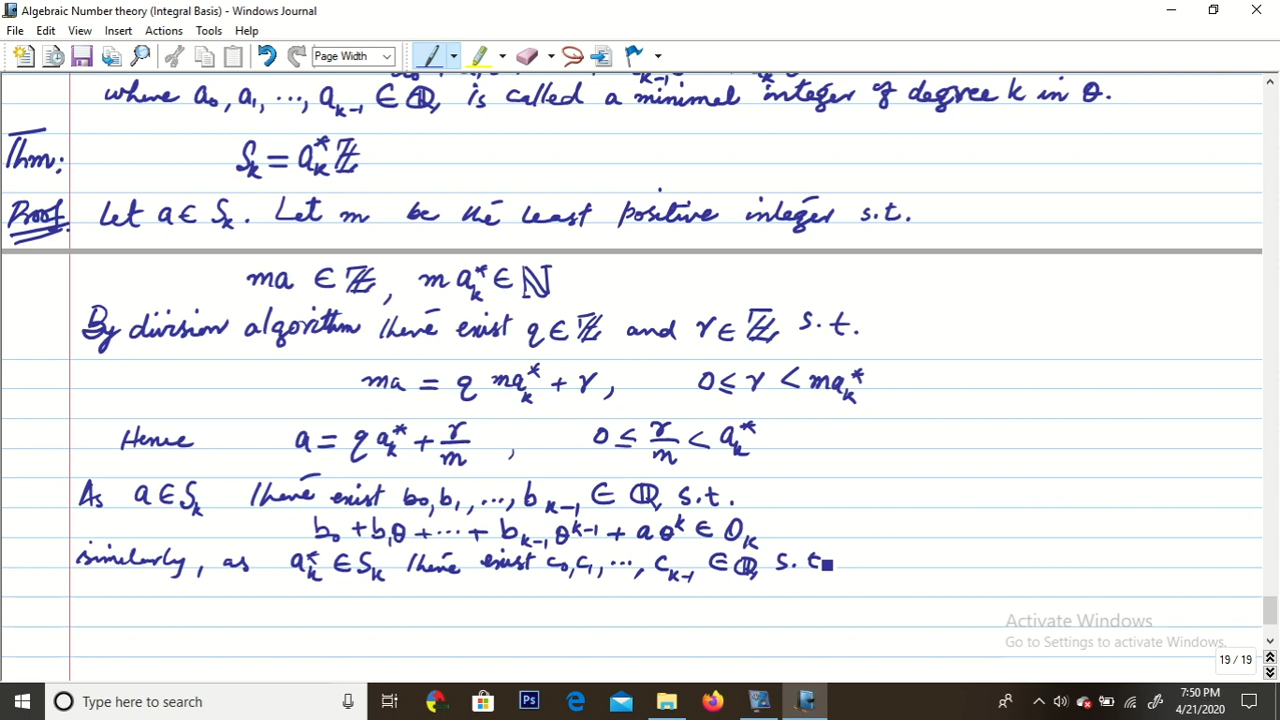 Algebraic Number theory (Integral Basis) - Windows Journal
File Edit View Insert Actions Tools Help
Page Width
where a₀, a₁, ..., a_{k-1} ∈ ℚ, is called a minimal integer of degree k in θ.
Thm: S_k = a_k^* ℤ
Proof. Let a ∈ S_k. Let m be the least positive integer s.t.
ma ∈ ℤ, m a_k^* ∈ ℕ
By division algorithm there exist q ∈ ℤ and r ∈ ℤ s.t.
ma = q ma_k^* + r, 0 ≤ r < ma_k^*
Hence a = q a_k^* + r/m , 0 ≤ r/m < a_k^*
As a ∈ S_k there exist b₀, b₁, ..., b_{k-1} ∈ ℚ s.t.
b₀ + b₁θ + ... + b_{k-1} θ^{k-1} + a θ^k ∈ O_K
similarly, as a_k^* ∈ S_k there exist c₀, c₁, ..., c_{k-1} ∈ ℚ s.t
Activate Windows
Go to Settings to activate Windows.
19 / 19
Type here to search
Ps
7:50 PM
4/21/2020